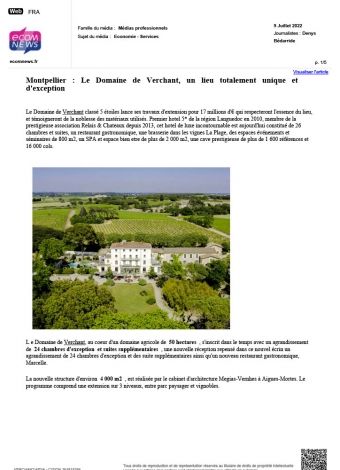 Web FRA
ecom
NEWS
ecomnews.fr
Famille du média : Médias professionnels
Sujet du média : Economie - Services
5 Juillet 2022
Journalistes : Denys
Bédarride
p. 1/5
Visualiser l'article
Montpellier : Le Domaine de Verchant, un lieu totalement unique et
d'exception
Le Domaine de Verchant classé 5 étoiles lance ses travaux d'extension pour 17 millions d'€ qui respecteront l'essence du lieu,
et témoigneront de la noblesse des matériaux utilisés. Premier hotel 5* de la région Languedoc en 2010, membre de la
prestigieuse association Relais & Chateaux depuis 2013, cet hotel de luxe incontournable est aujourd'hui constitué de 26
chambres et suites, un restaurant gastronomique, une brasserie dans les vignes La Plage, des espaces événements et
séminaires de 800 m2, un SPA et espace bien etre de plus de 2 000 m2, une cave prestigieuse de plus de 1 600 références et
16 000 cols.
L e Domaine de Verchant, au coeur d'un domaine agricole de 50 hectares , s'inscrit dans le temps avec un agrandissement
de 24 chambres d'exception et suites supplémentaires , une nouvelle réception repensé dans ce nouvel écrin un
agrandissement de 24 chambres d'exception et des suite supplémentaires ainsi qu'un nouveau restaurant gastronomique,
Marcelle.
La nouvelle structure d'environ 4 000 m2 , est réalisée par le cabinet d'architecture Megias-Vernhes à Aigues-Mortes. Le
programme comprend une extension sur 3 niveaux, entre parc paysager et vignobles.
Tous droits de reproduction et de représentation réservés au titulaire de droits de propriété intellectuelle